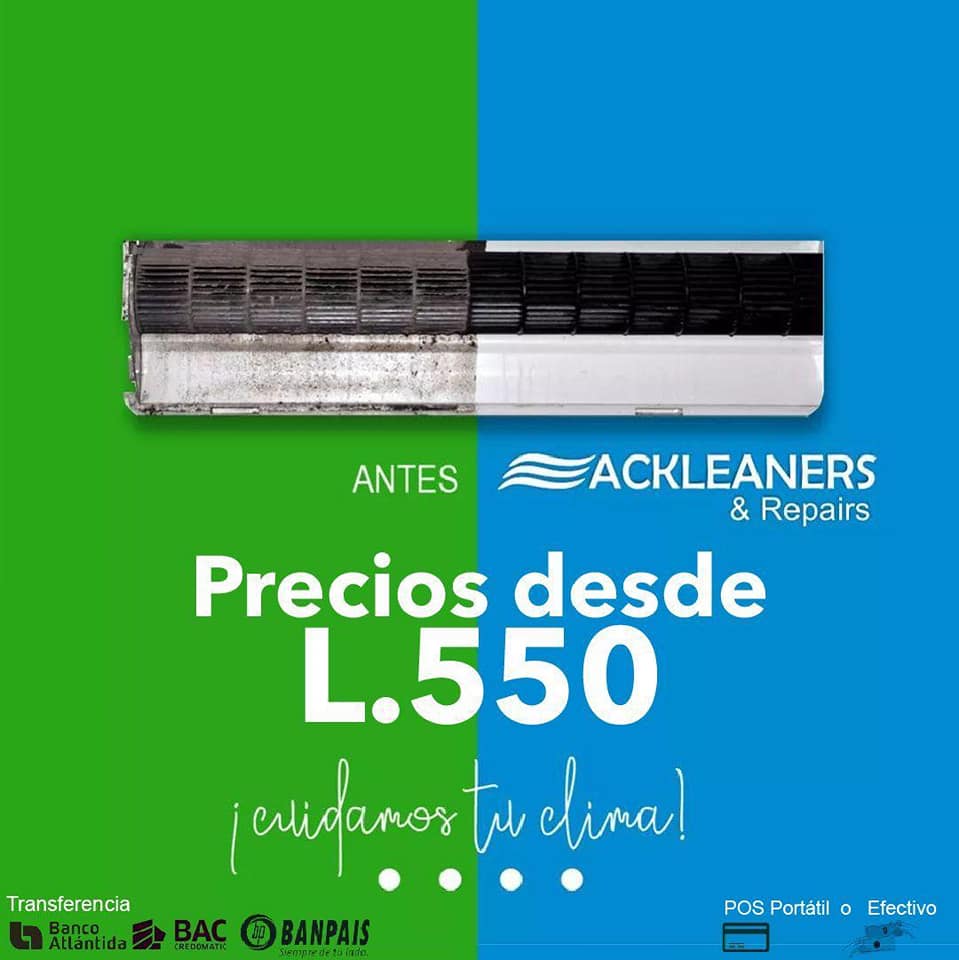 ANTES
ACKLEANERS
& Repairs
Precios desde
L.550
¡cuidamos tu clima!
Transferencia
Banco
Atlántida
BAC
CREDOMATIC
bp
BANPAIS
Siempre de tu lado.
POS Portátil o Efectivo